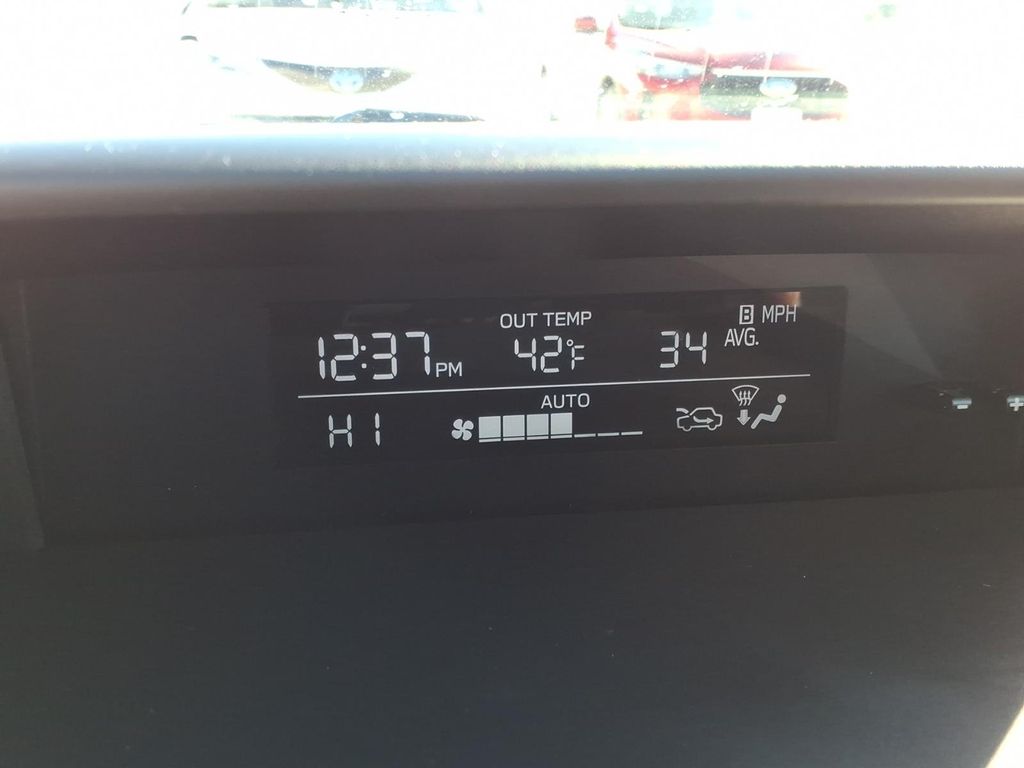 OUT TEMP B MPH
12:37 PM 42°F 34 AVG.
AUTO
HI